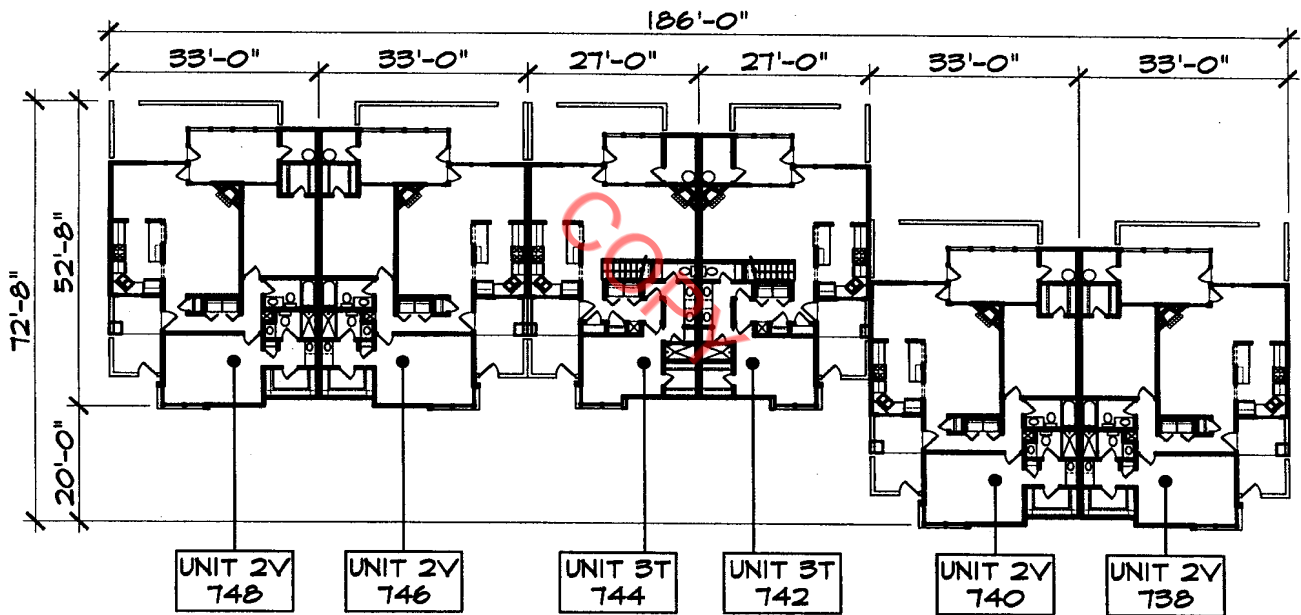 186'-0"
33'-0" 33'-0" 27'-0" 27'-0" 33'-0" 33'-0"
72'-8"
52'-8"
20'-0"
COPY
UNIT 2V
748
UNIT 2V
746
UNIT 3T
744
UNIT 3T
742
UNIT 2V
740
UNIT 2V
738